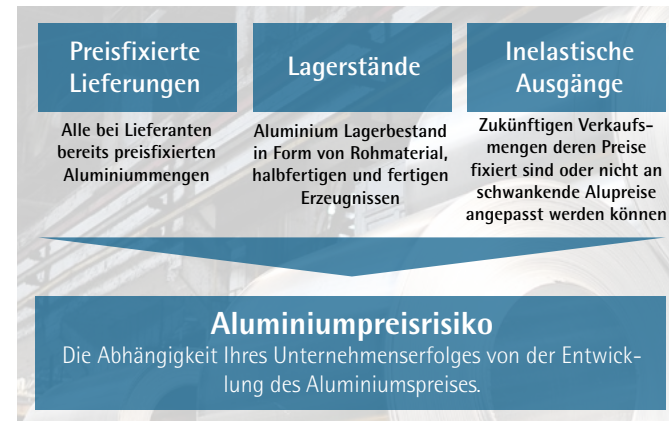 Preisfixierte
Lieferungen
Alle bei Lieferanten
bereits preisfixierten
Aluminiummengen
Lagerstände
Aluminium Lagerbestand
in Form von Rohmaterial,
halbfertigen und fertigen
Erzeugnissen
Inelastische
Ausgänge
Zukünftigen Verkaufs-
mengen deren Preise
fixiert sind oder nicht an
schwankende Alupreise
angepasst werden können
Aluminiumpreisrisiko
Die Abhängigkeit Ihres Unternehmenserfolges von der Entwick-
lung des Aluminiumspreises.